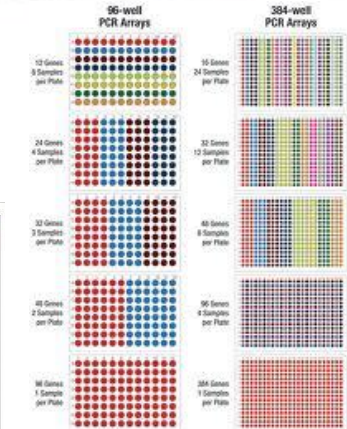 96-well
PCR Arrays
12 Genes
8 Samples
per Plate
24 Genes
4 Samples
per Plate
32 Genes
3 Samples
per Plate
48 Genes
2 Samples
per Plate
96 Genes
1 Sample
per Plate
384-well
PCR Arrays
16 Genes
24 Samples
per Plate
32 Genes
12 Samples
per Plate
48 Genes
8 Samples
per Plate
96 Genes
4 Samples
per Plate
384 Genes
1 Samples
per Plate